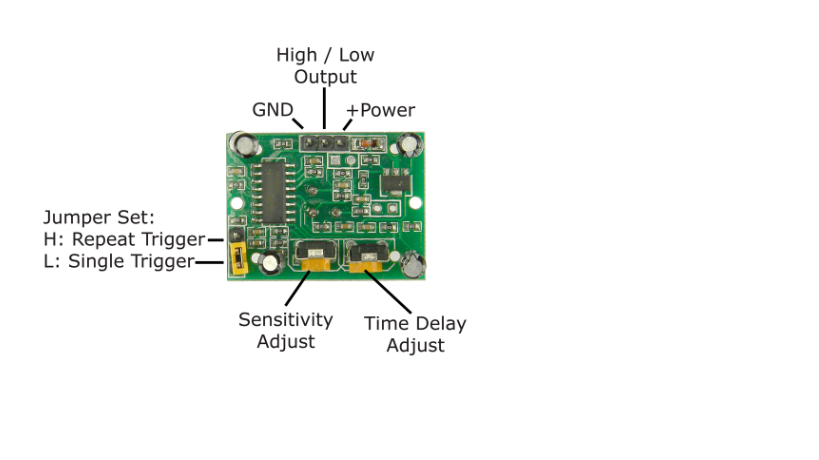 High / Low
Output
GND
+Power
Jumper Set:
H: Repeat Trigger
L: Single Trigger
Sensitivity
Adjust
Time Delay
Adjust